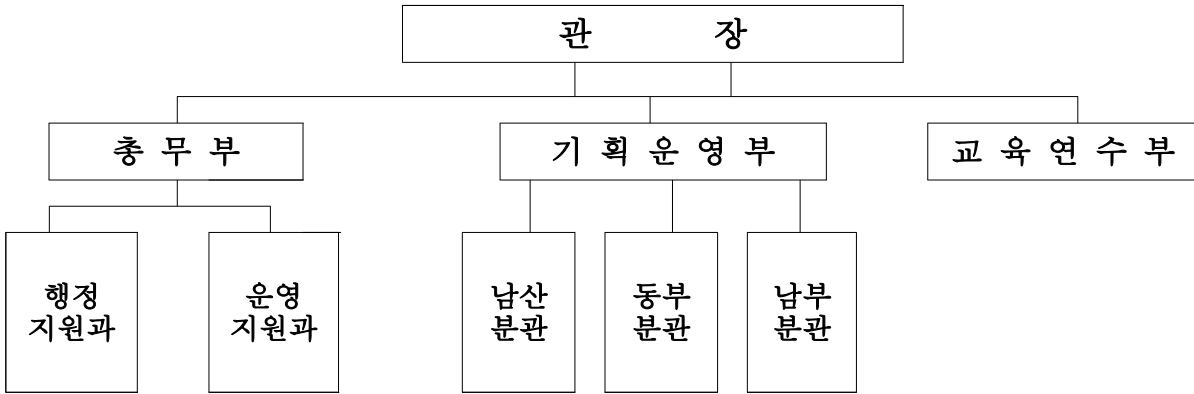 관 장
총 무 부
기 획 운 영 부
교 육 연 수 부
행정
지원과
운영
지원과
남산
분관
동부
분관
남부
분관